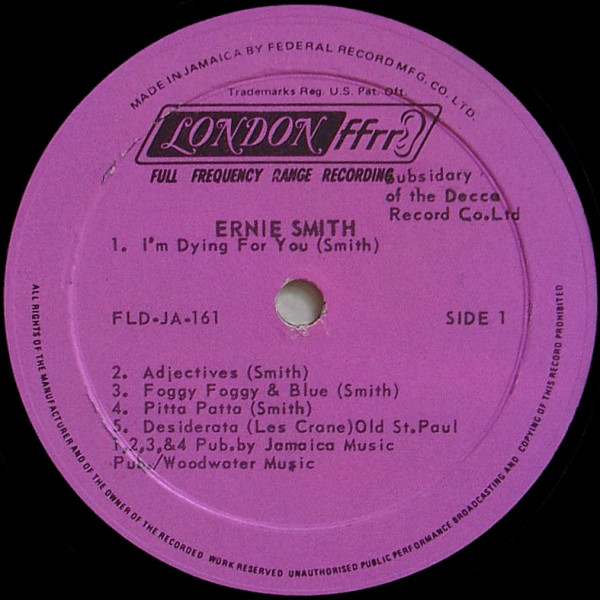 MADE IN JAMAICA BY FEDERAL RECORD MFG. CO., LTD.
Trademarks Reg. U.S. Pat. Off.
LONDON ffrr
FULL FREQUENCY RANGE RECORDING
Subsidary
of the Decca
Record Co.Ltd
ERNIE SMITH
1. I'm Dying For You (Smith)
FLD-JA-161
SIDE 1
2. Adjectives (Smith)
3. Foggy Foggy & Blue (Smith)
4. Pitta Patta (Smith)
5. Desiderata (Les Crane)Old St.Paul
1,2,3,&4 Pub.by Jamaica Music
Pub./Woodwater Music
ALL RIGHTS OF THE MANUFACTURER AND OF THE OWNER OF THE RECORDED WORK RESERVED UNAUTHORISED PUBLIC PERFORMANCE BROADCASTING AND COPYING OF THIS RECORD PROHIBITED